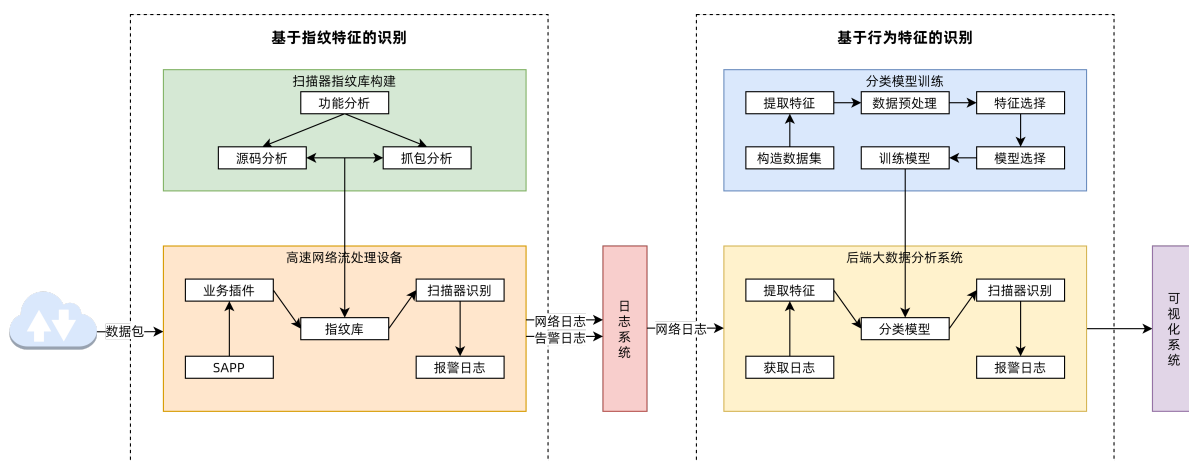 基于指纹特征的识别
扫描器指纹库构建
功能分析
源码分析
抓包分析
高速网络流处理设备
业务插件
扫描器识别
指纹库
SAPP
报警日志
数据包
网络日志
告警日志
日志系统
网络日志
基于行为特征的识别
分类模型训练
提取特征
数据预处理
特征选择
构造数据集
训练模型
模型选择
后端大数据分析系统
提取特征
扫描器识别
分类模型
获取日志
报警日志
可视化系统